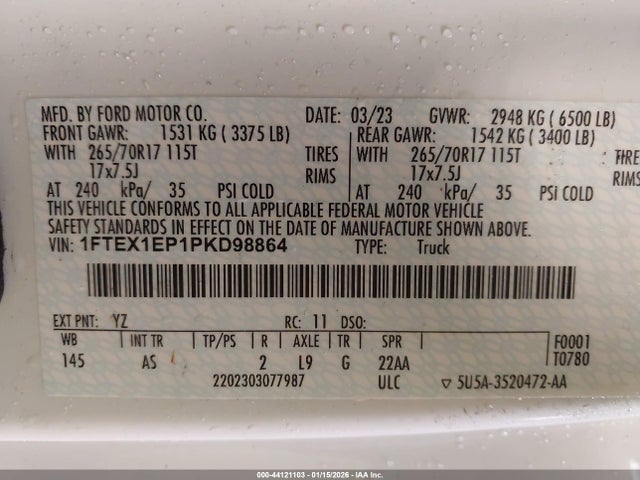 MFD. BY FORD MOTOR CO. DATE: 03/23 GVWR: 2948 KG ( 6500 LB)
FRONT GAWR: 1531 KG ( 3375 LB) REAR GAWR: 1542 KG ( 3400 LB)
WITH 265/70R17 115T TIRES WITH 265/70R17 115T TIRES
17x7.5J RIMS 17x7.5J RIMS
AT 240 kPa/ 35 PSI COLD AT 240 kPa/ 35 PSI COLD
THIS VEHICLE CONFORMS TO ALL APPLICABLE FEDERAL MOTOR VEHICLE
SAFETY STANDARDS IN EFFECT ON THE DATE OF MANUFACTURE SHOWN ABOVE.
VIN: 1FTEX1EP1PKD98864 TYPE: Truck
EXT PNT: YZ RC: 11 DSO:
WB INT TR TP/PS R AXLE TR SPR F0001
145 AS 2 L9 G 22AA T0780
2202303077987 ULC ▽ 5U5A-3520472-AA
000-44121103 - 01/15/2026 - IAAI Inc.